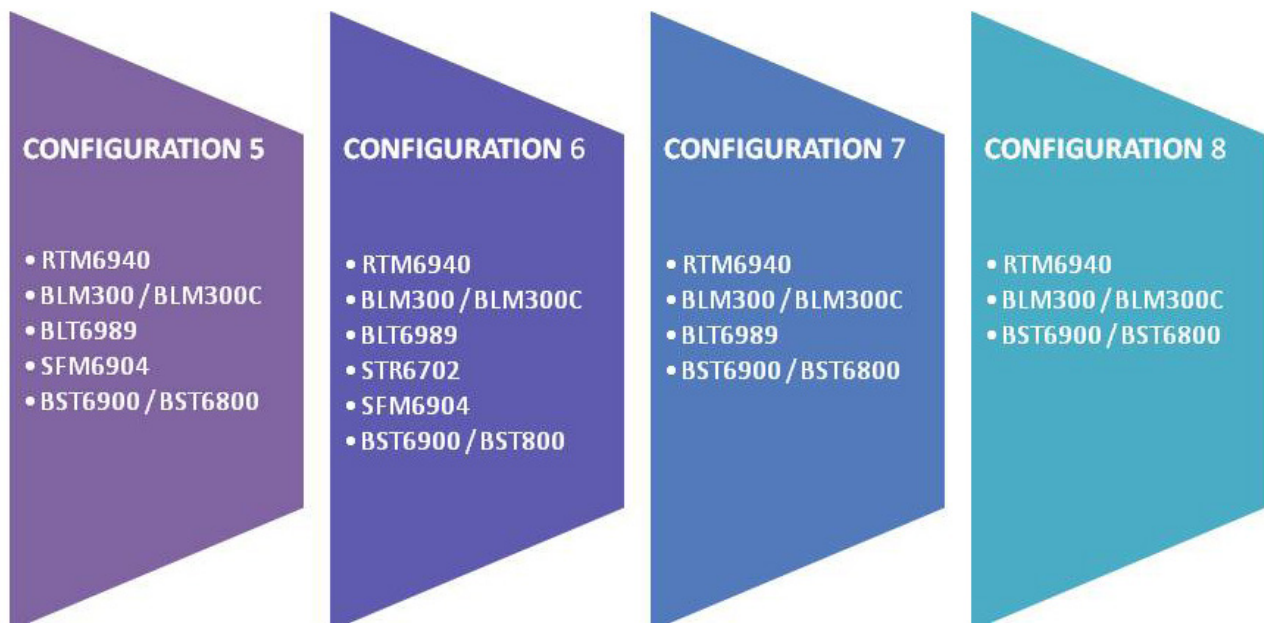 CONFIGURATION 5
• RTM6940
• BLM300 / BLM300C
• BLT6989
• SFM6904
• BST6900 / BST6800
CONFIGURATION 6
• RTM6940
• BLM300 / BLM300C
• BLT6989
• STR6702
• SFM6904
• BST6900 / BST800
CONFIGURATION 7
• RTM6940
• BLM300 / BLM300C
• BLT6989
• BST6900 / BST6800
CONFIGURATION 8
• RTM6940
• BLM300 / BLM300C
• BST6900 / BST6800